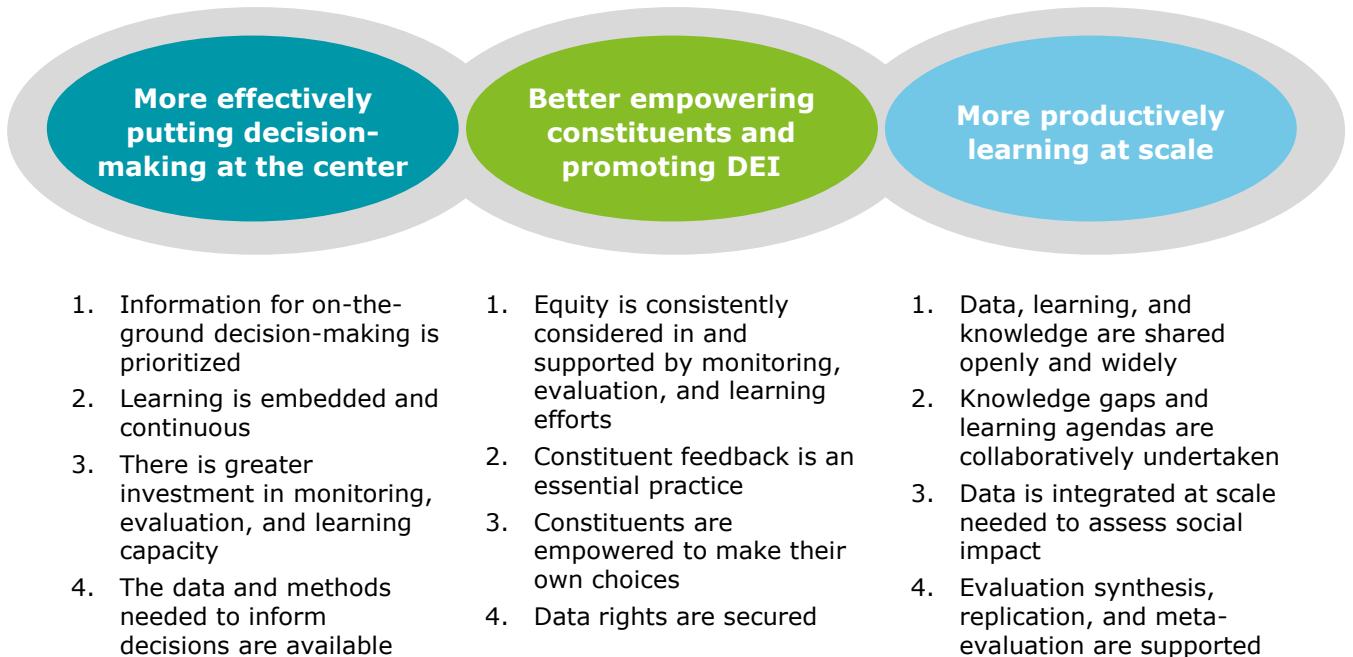 More effectively
putting decision-
making at the center
Better empowering
constituents and
promoting DEI
More productively
learning at scale
1. Information for on-the-
ground decision-making is
prioritized
2. Learning is embedded and
continuous
3. There is greater
investment in monitoring,
evaluation, and learning
capacity
4. The data and methods
needed to inform
decisions are available
1. Equity is consistently
considered in and
supported by monitoring,
evaluation, and learning
efforts
2. Constituent feedback is an
essential practice
3. Constituents are
empowered to make their
own choices
4. Data rights are secured
1. Data, learning, and
knowledge are shared
openly and widely
2. Knowledge gaps and
learning agendas are
collaboratively undertaken
3. Data is integrated at scale
needed to assess social
impact
4. Evaluation synthesis,
replication, and meta-
evaluation are supported